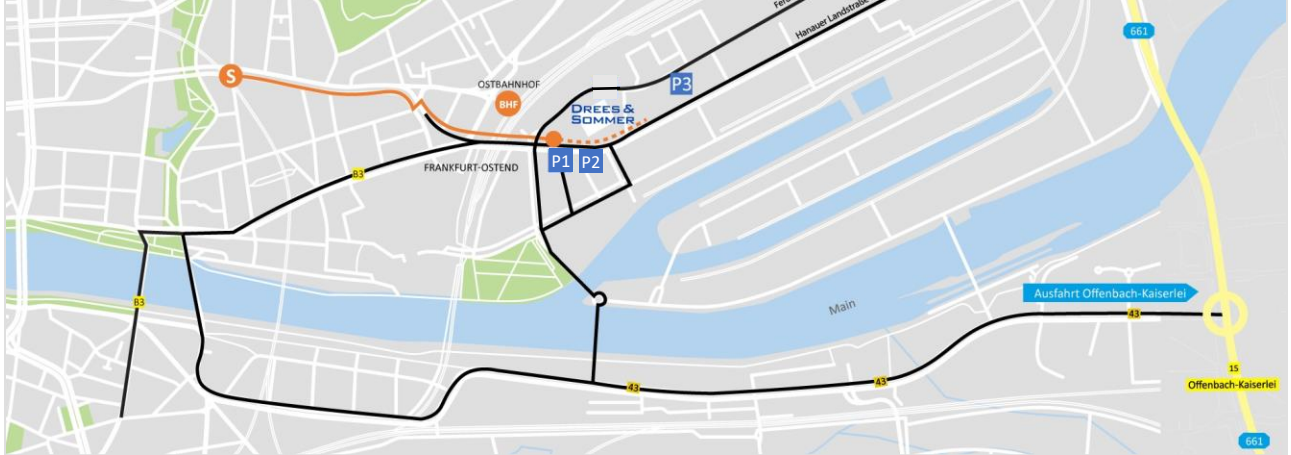 Hanauer Landstraße
661
S
OSTBAHNHOF
BHF
P3
DREES &
SOMMER
P1
P2
FRANKFURT-OSTEND
B3
B3
Main
Ausfahrt Offenbach-Kaiserlei
43
43
43
15
Offenbach-Kaiserlei
661